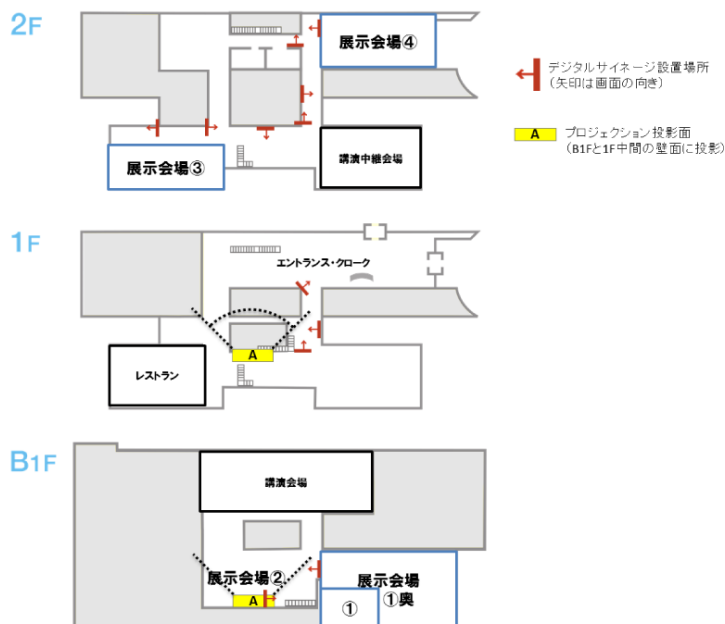 2F
展示会場④
デジタルサイネージ設置場所
（矢印は画面の向き）
A
プロジェクション投影面
（B1Fと1F中間の壁面に投影）
展示会場③
講演中継会場
1F
エントランス・クローク
A
レストラン
B1F
講演会場
展示会場②
A
展示会場
①奥
①